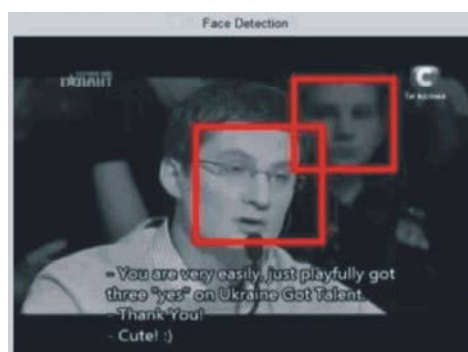 Face Detection
- You are very easily, just playfully got
three "yes" on Ukraine Got Talent.
- Thank You!
- Cute! :)